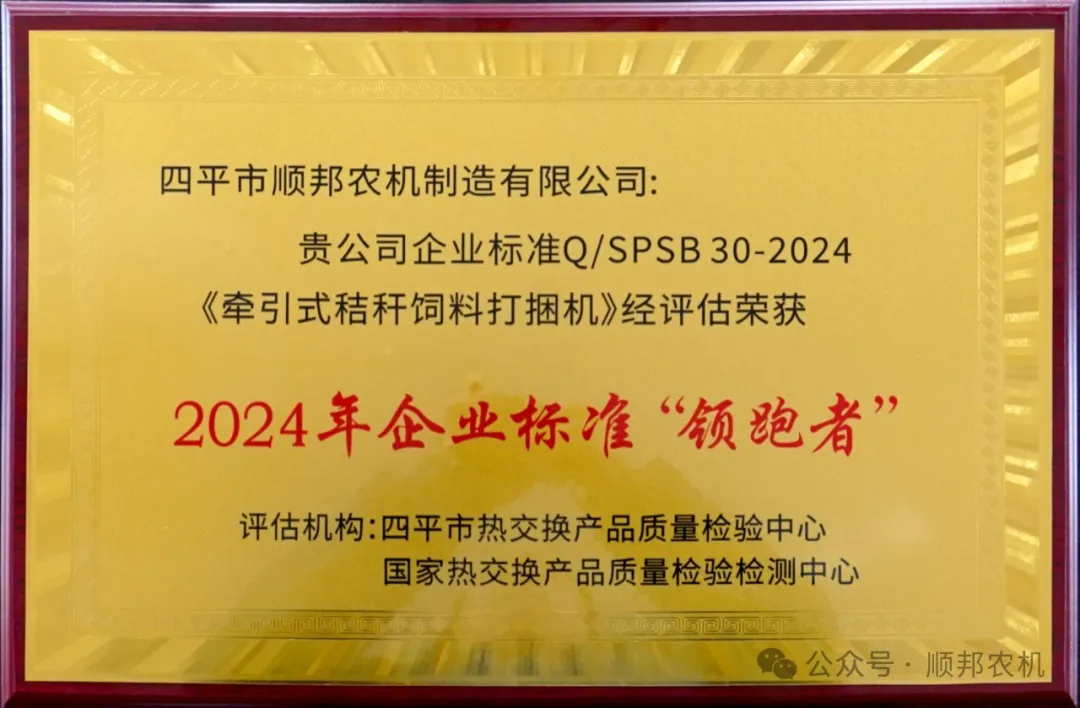 四平市顺邦农机制造有限公司:
贵公司企业标准Q/SPSB 30-2024
《牵引式秸秆饲料打捆机》经评估荣获
2024年企业标准“领跑者”
评估机构:四平市热交换产品质量检验中心
国家热交换产品质量检验检测中心
公众号·顺邦农机